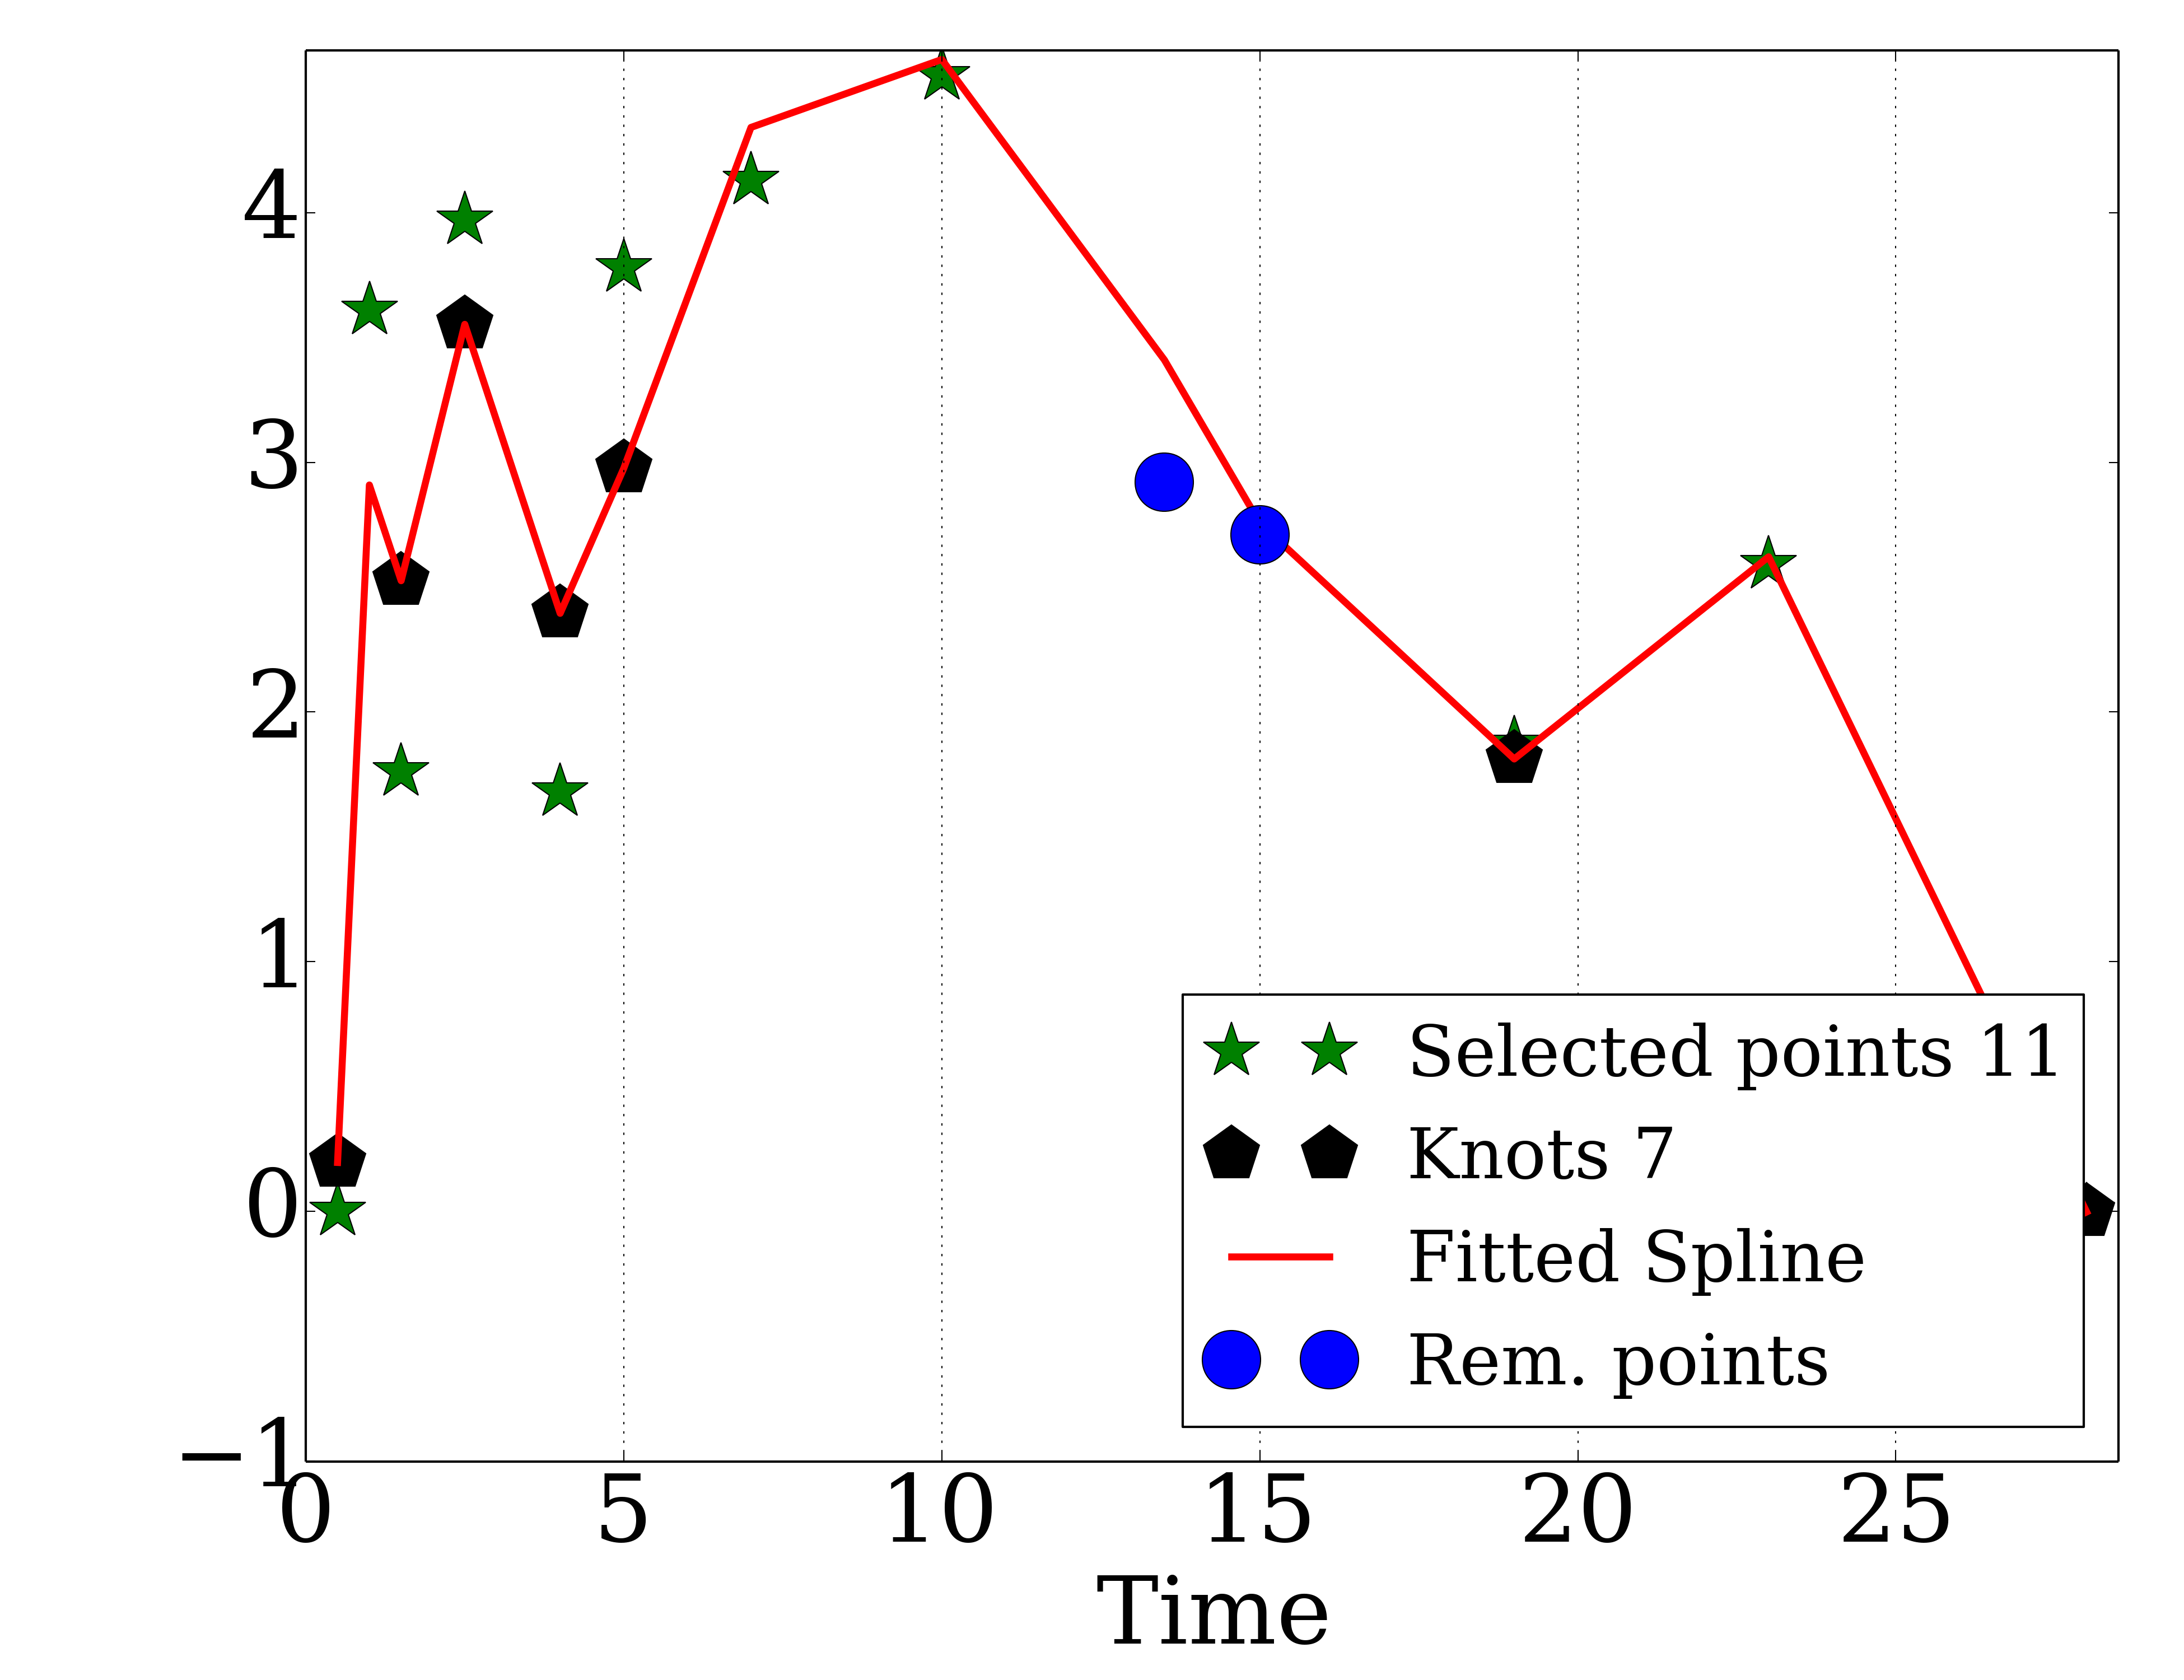 4
3
2
1
0
−1
Selected points 11
Knots 7
Fitted Spline
Rem. points
0 5 10 15 20 25
Time